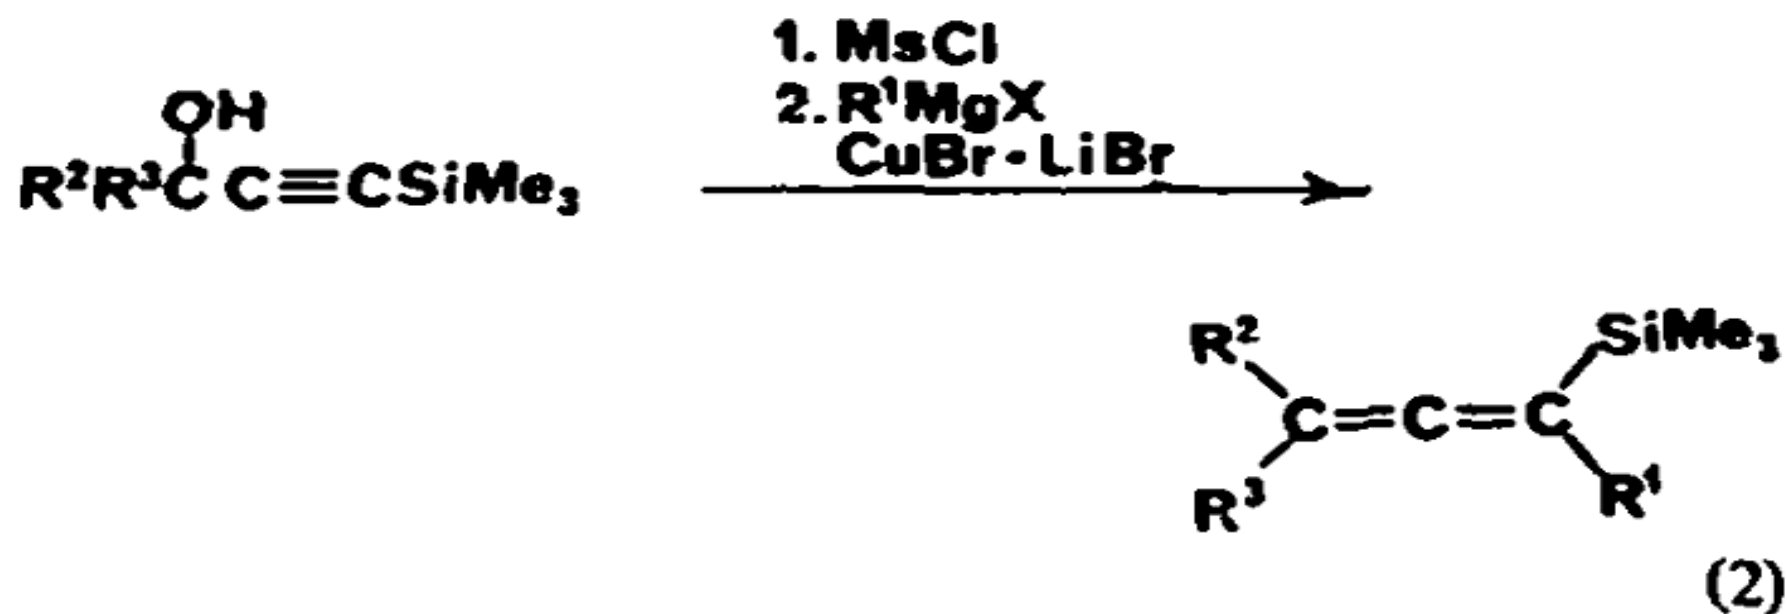 1. MsCl
2. R¹MgX
CuBr·LiBr
OH
R²R³C C≡CSiMe₃
R² SiMe₃
C=C=C
R³ R¹
(2)